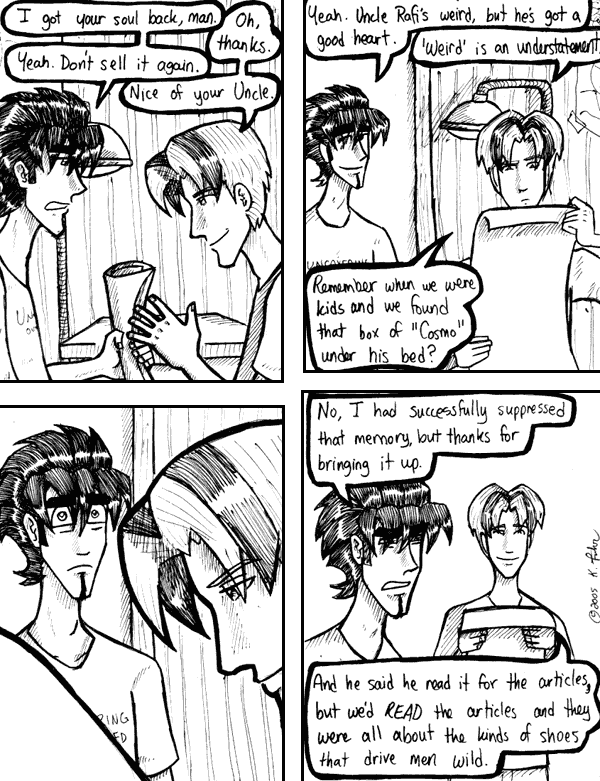 I got your soul back, man.
Oh,
thanks.
Yeah. Don't sell it again.
Nice of your Uncle.
Yeah. Uncle Rafi's weird, but he's got a
good heart.
'Weird' is an understatement!
Remember when we were
kids and we found
that box of "Cosmo"
under his bed?
RING
ED
No, I had successfully suppressed
that memory, but thanks for
bringing it up.
And he said he read it for the articles,
but we'd READ the articles and they
were all about the kinds of shoes
that drive men wild.
©2005 K.